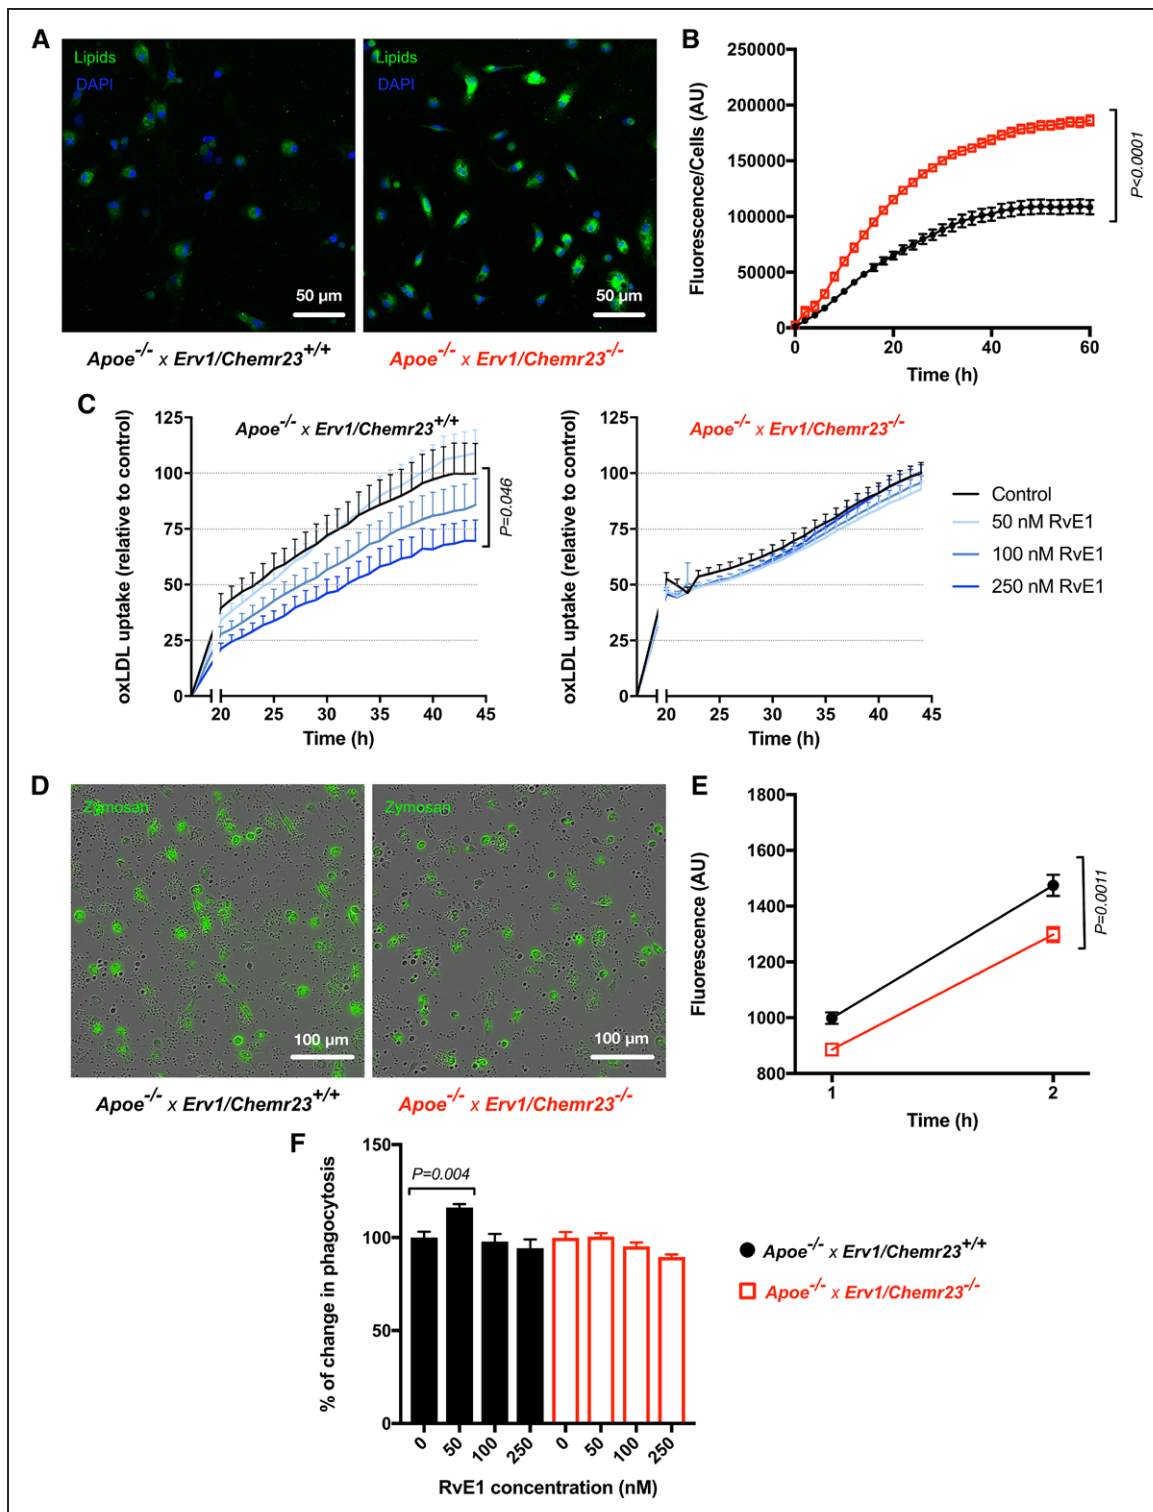 A
Lipids
DAPI
50 µm
Lipids
DAPI
50 µm
Apoe-/- x Erv1/Chemr23+/+
Apoe-/- x Erv1/Chemr23-/-
B
250000
200000
150000
100000
50000
0
Fluorescence/Cells (AU)
0
20
40
60
Time (h)
P<0.0001
C
Apoe-/- x Erv1/Chemr23+/+
125
100
75
50
25
0
oxLDL uptake (relative to control)
20
25
30
35
40
45
Time (h)
P=0.046
Apoe-/- x Erv1/Chemr23-/-
125
100
75
50
25
0
oxLDL uptake (relative to control)
20
25
30
35
40
45
Time (h)
Control
50 nM RvE1
100 nM RvE1
250 nM RvE1
D
Zymosan
100 µm
Zymosan
100 µm
Apoe-/- x Erv1/Chemr23+/+
Apoe-/- x Erv1/Chemr23-/-
E
1800
1600
1400
1200
1000
800
Fluorescence (AU)
1
2
Time (h)
P=0.0011
F
150
100
50
0
% of change in phagocytosis
P=0.004
0
50
100
250
0
50
100
250
RvE1 concentration (nM)
Apoe-/- x Erv1/Chemr23+/+
Apoe-/- x Erv1/Chemr23-/-